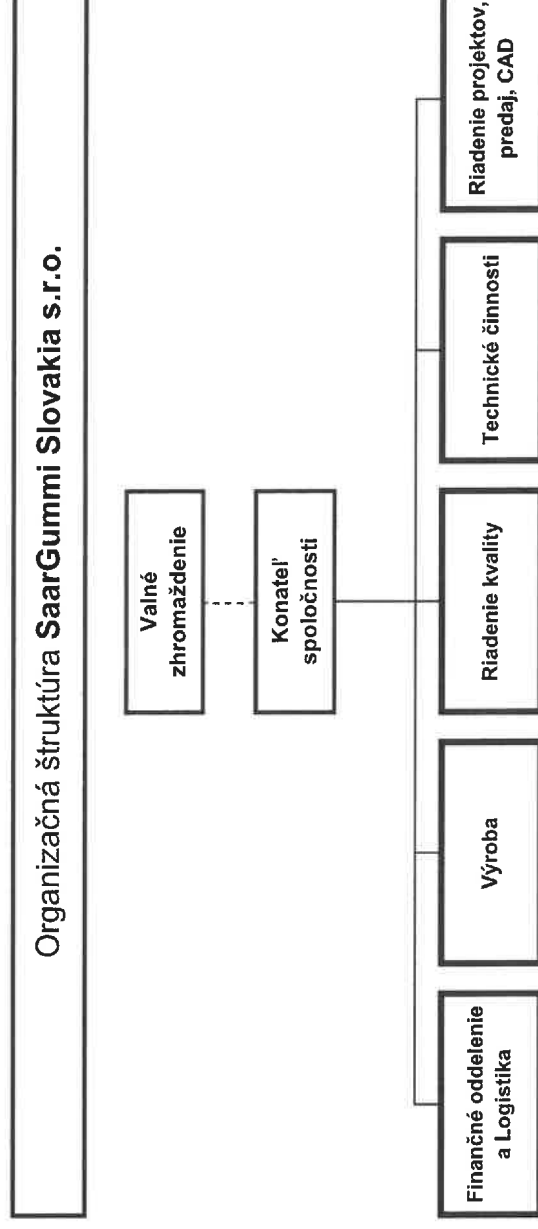 Organizačná štruktúra SaarGummi Slovakia s.r.o.
Valné
zhromaždenie
Konateľ
spoločnosti
Finančné oddelenie
a Logistika
Výroba
Riadenie kvality
Technické činnosti
Riadenie projektov,
predaj, CAD